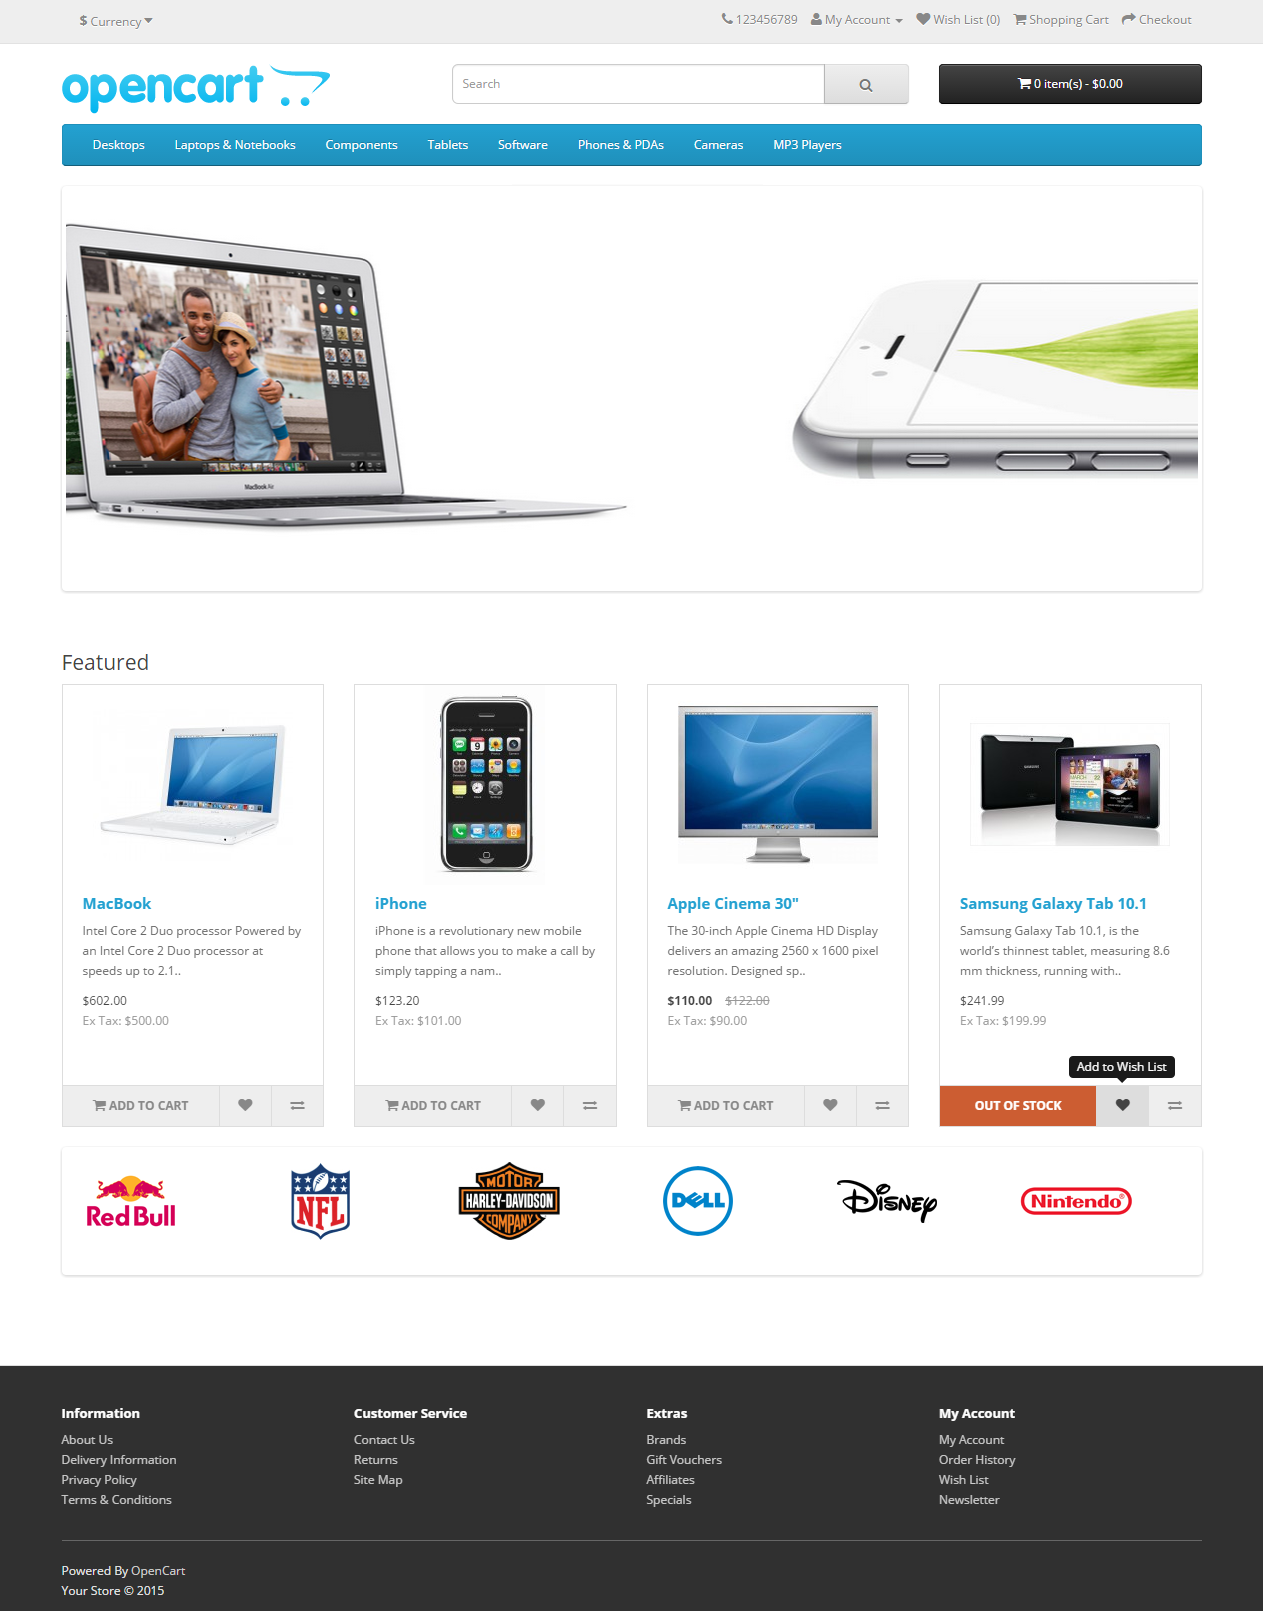 $ Currency
123456789 My Account Wish List (0) Shopping Cart Checkout
opencart
Search
0 item(s) - $0.00
Desktops Laptops & Notebooks Components Tablets Software Phones & PDAs Cameras MP3 Players
MacBook Air
Featured
MacBook
Intel Core 2 Duo processor Powered by
an Intel Core 2 Duo processor at
speeds up to 2.1..
$602.00
Ex Tax: $500.00
ADD TO CART
iPhone
iPhone is a revolutionary new mobile
phone that allows you to make a call by
simply tapping a nam..
$123.20
Ex Tax: $101.00
ADD TO CART
Apple Cinema 30"
The 30-inch Apple Cinema HD Display
delivers an amazing 2560 x 1600 pixel
resolution. Designed sp..
$110.00 $122.00
Ex Tax: $90.00
ADD TO CART
Samsung Galaxy Tab 10.1
Samsung Galaxy Tab 10.1, is the
world’s thinnest tablet, measuring 8.6
mm thickness, running with..
$241.99
Ex Tax: $199.99
Add to Wish List
OUT OF STOCK
Red Bull
NFL
MOTOR
HARLEY-DAVIDSON
COMPANY
DELL
Disney
Nintendo®
Information
About Us
Delivery Information
Privacy Policy
Terms & Conditions
Customer Service
Contact Us
Returns
Site Map
Extras
Brands
Gift Vouchers
Affiliates
Specials
My Account
My Account
Order History
Wish List
Newsletter
Powered By OpenCart
Your Store © 2015